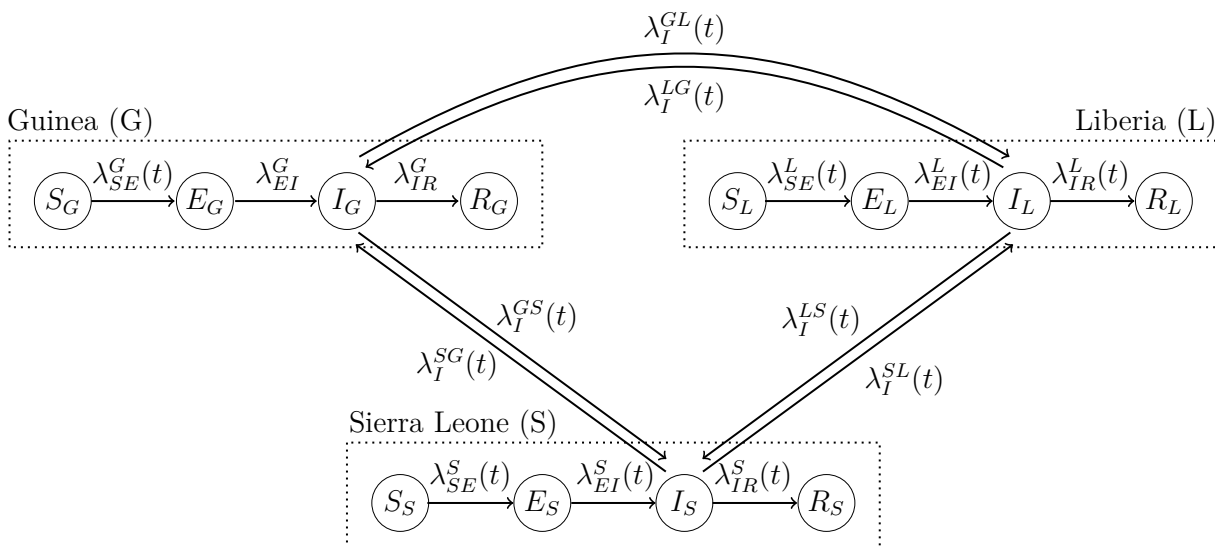 λ_I^{GL}(t)
λ_I^{LG}(t)
Guinea (G)
Liberia (L)
λ_{SE}^G(t) λ_{EI}^G λ_{IR}^G
S_G E_G I_G R_G
λ_{SE}^L(t) λ_{EI}^L(t) λ_{IR}^L(t)
S_L E_L I_L R_L
λ_I^{GS}(t)
λ_I^{SG}(t)
λ_I^{LS}(t)
λ_I^{SL}(t)
Sierra Leone (S)
λ_{SE}^S(t) λ_{EI}^S(t) λ_{IR}^S(t)
S_S E_S I_S R_S